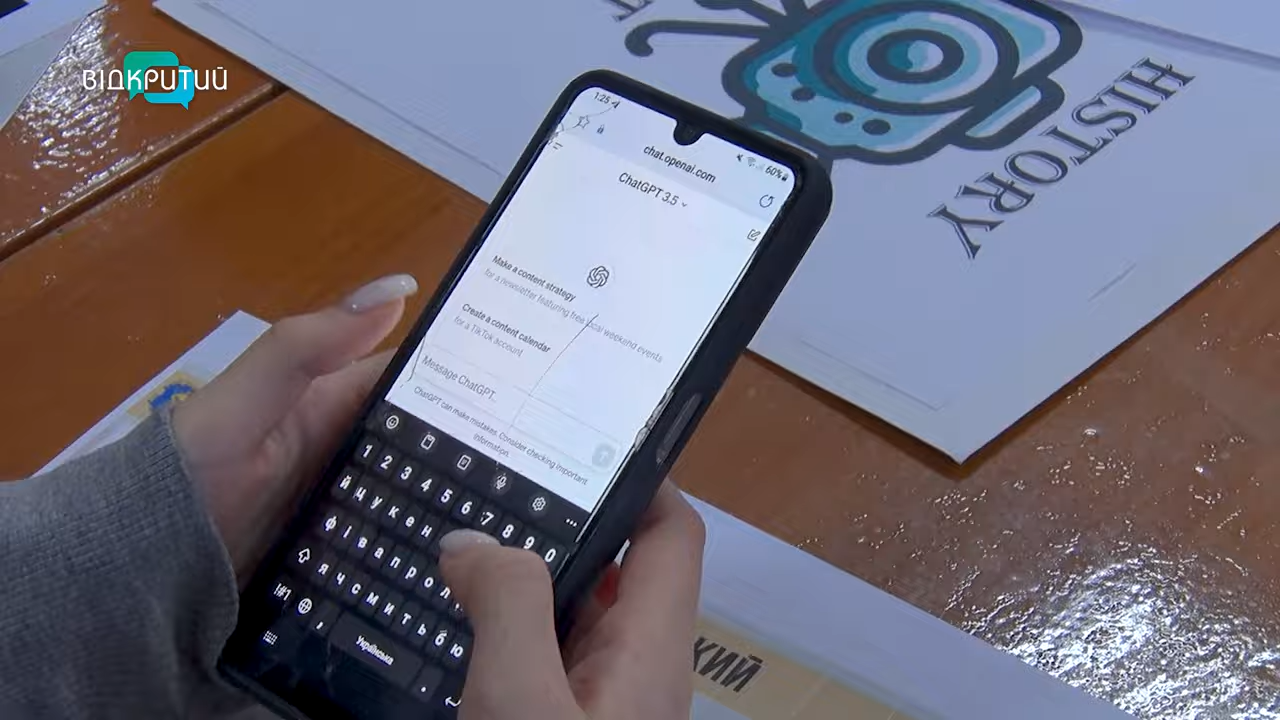 ВІДКРИТИЙ
HISTORY
1:25
60%
chat.openai.com
ChatGPT 3.5
Make a content strategy
for a newsletter featuring free local weekend events
Create a content calendar
for a TikTok account
Message ChatGPT...
ChatGPT can make mistakes. Consider checking important
information.
1 2 3 4 5 6 7 8 9 0
й ц у к е н
ф і в а п р о л
я ч с м и т ь б ю
!#1 , Українська .
КИЙ